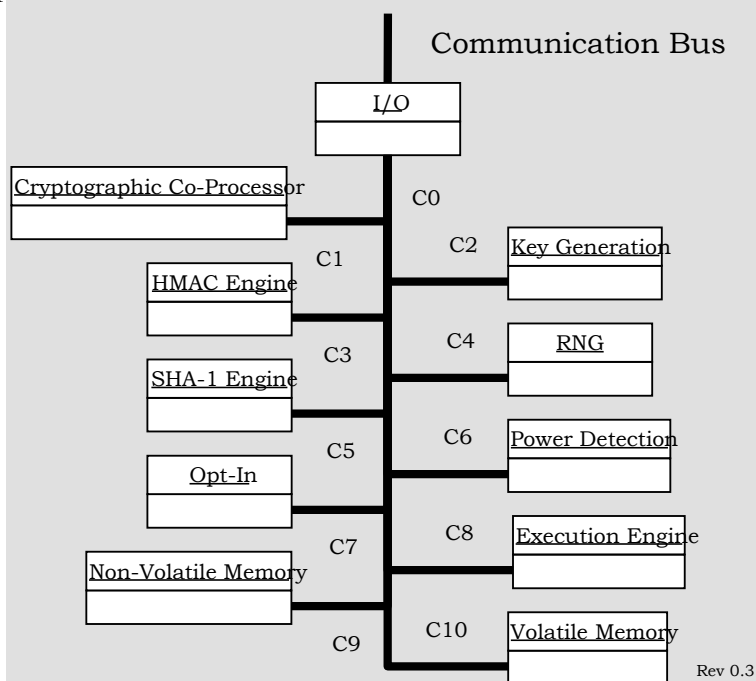 Communication Bus
I/O
Cryptographic Co-Processor
C0
C1
C2
Key Generation
HMAC Engine
C3
C4
RNG
SHA-1 Engine
C5
C6
Power Detection
Opt-In
C7
C8
Execution Engine
Non-Volatile Memory
C9
C10
Volatile Memory
Rev 0.3